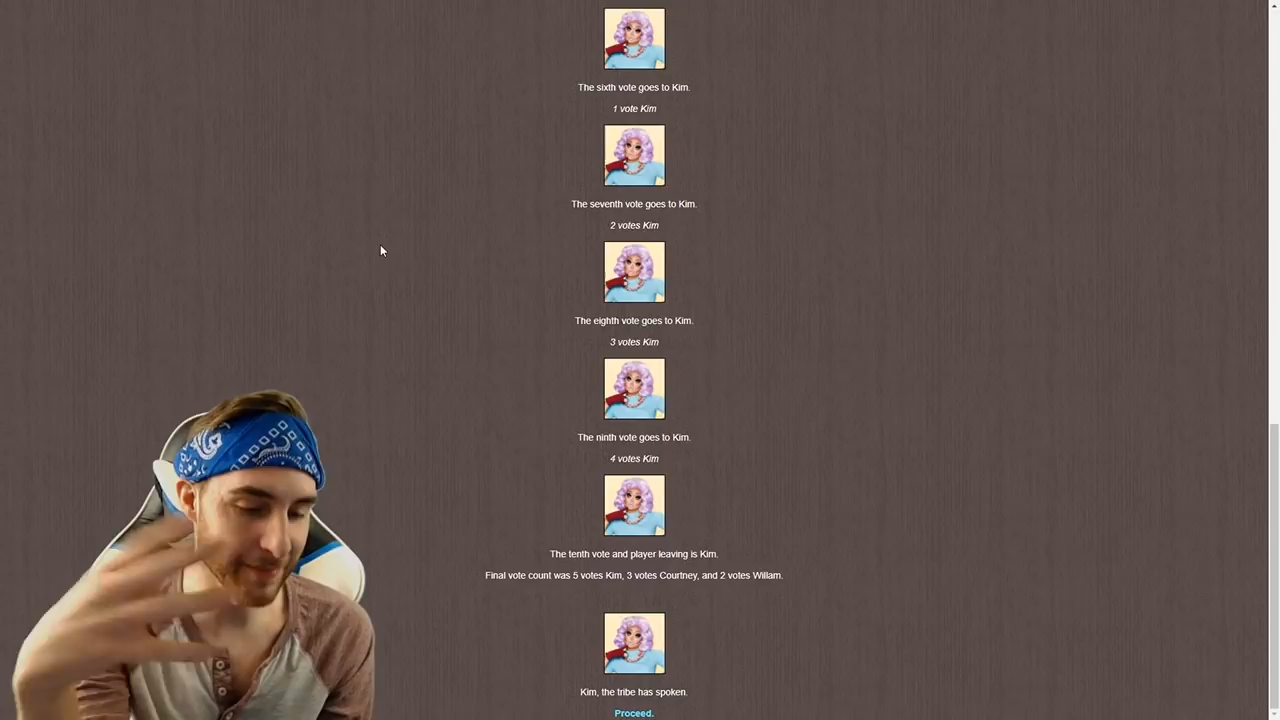 The sixth vote goes to Kim.
1 vote Kim
The seventh vote goes to Kim.
2 votes Kim
The eighth vote goes to Kim.
3 votes Kim
The ninth vote goes to Kim.
4 votes Kim
The tenth vote and player leaving is Kim.
Final vote count was 5 votes Kim, 3 votes Courtney, and 2 votes Willam.
Kim, the tribe has spoken.
Proceed.